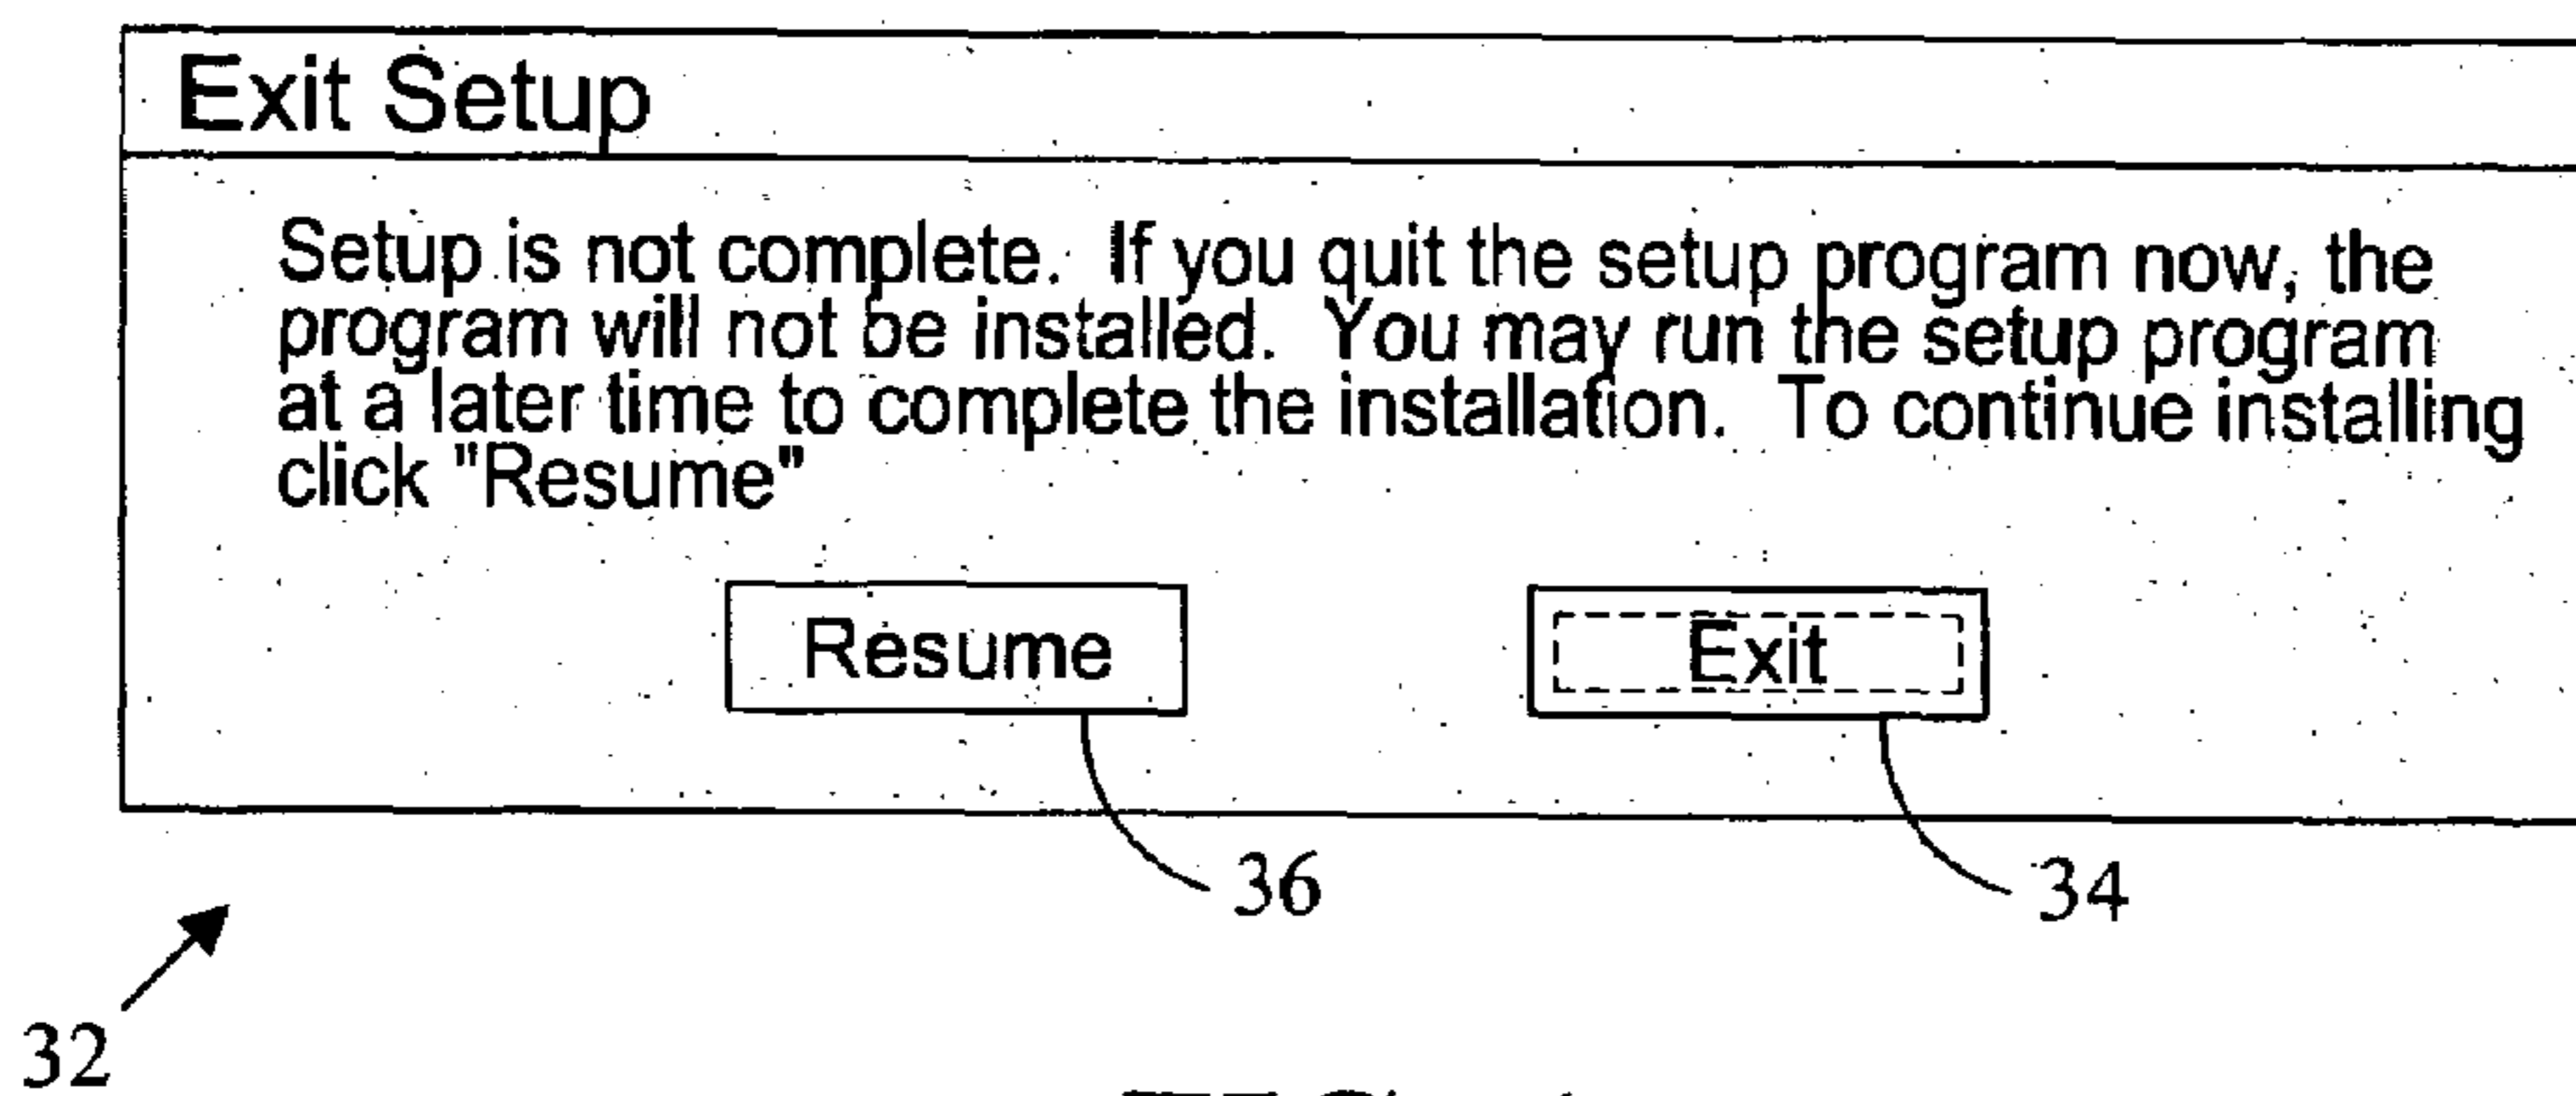 Exit Setup
Setup is not complete.  If you quit the setup program now, the
program will not be installed.  You may run the setup program
at a later time to complete the installation.  To continue installing
click "Resume"
Resume
Exit
36
34
32